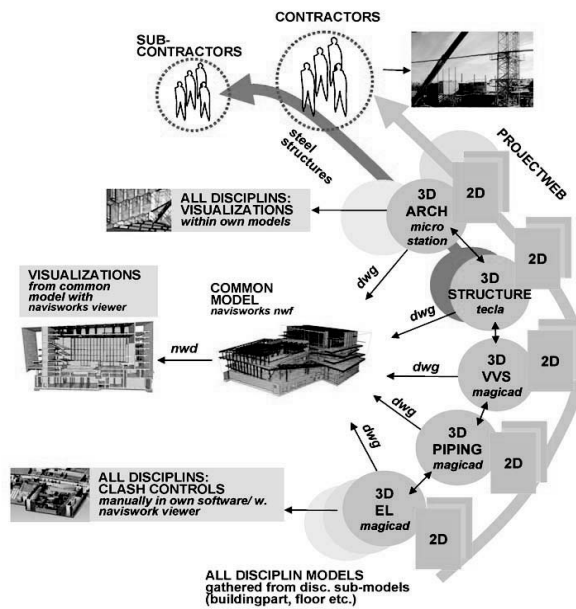 CONTRACTORS
SUB-
CONTRACTORS
steel
structures
PROJECTWEB
2D
3D
ARCH
micro
station
ALL DISCIPLINS:
VISUALIZATIONS
within own models
2D
dwg
3D
STRUCTURE
tecla
VISUALIZATIONS
from common
model with
navisworks viewer
COMMON
MODEL
navisworks nwf
dwg
nwd
dwg
3D
VVS
magicad
2D
dwg
3D
PIPING
magicad
2D
dwg
ALL DISCIPLINS:
CLASH CONTROLS
manually in own software/ w.
naviswork viewer
3D
EL
magicad
2D
ALL DISCIPLIN MODELS
gathered from disc. sub-models
(buildingpart, floor etc.)